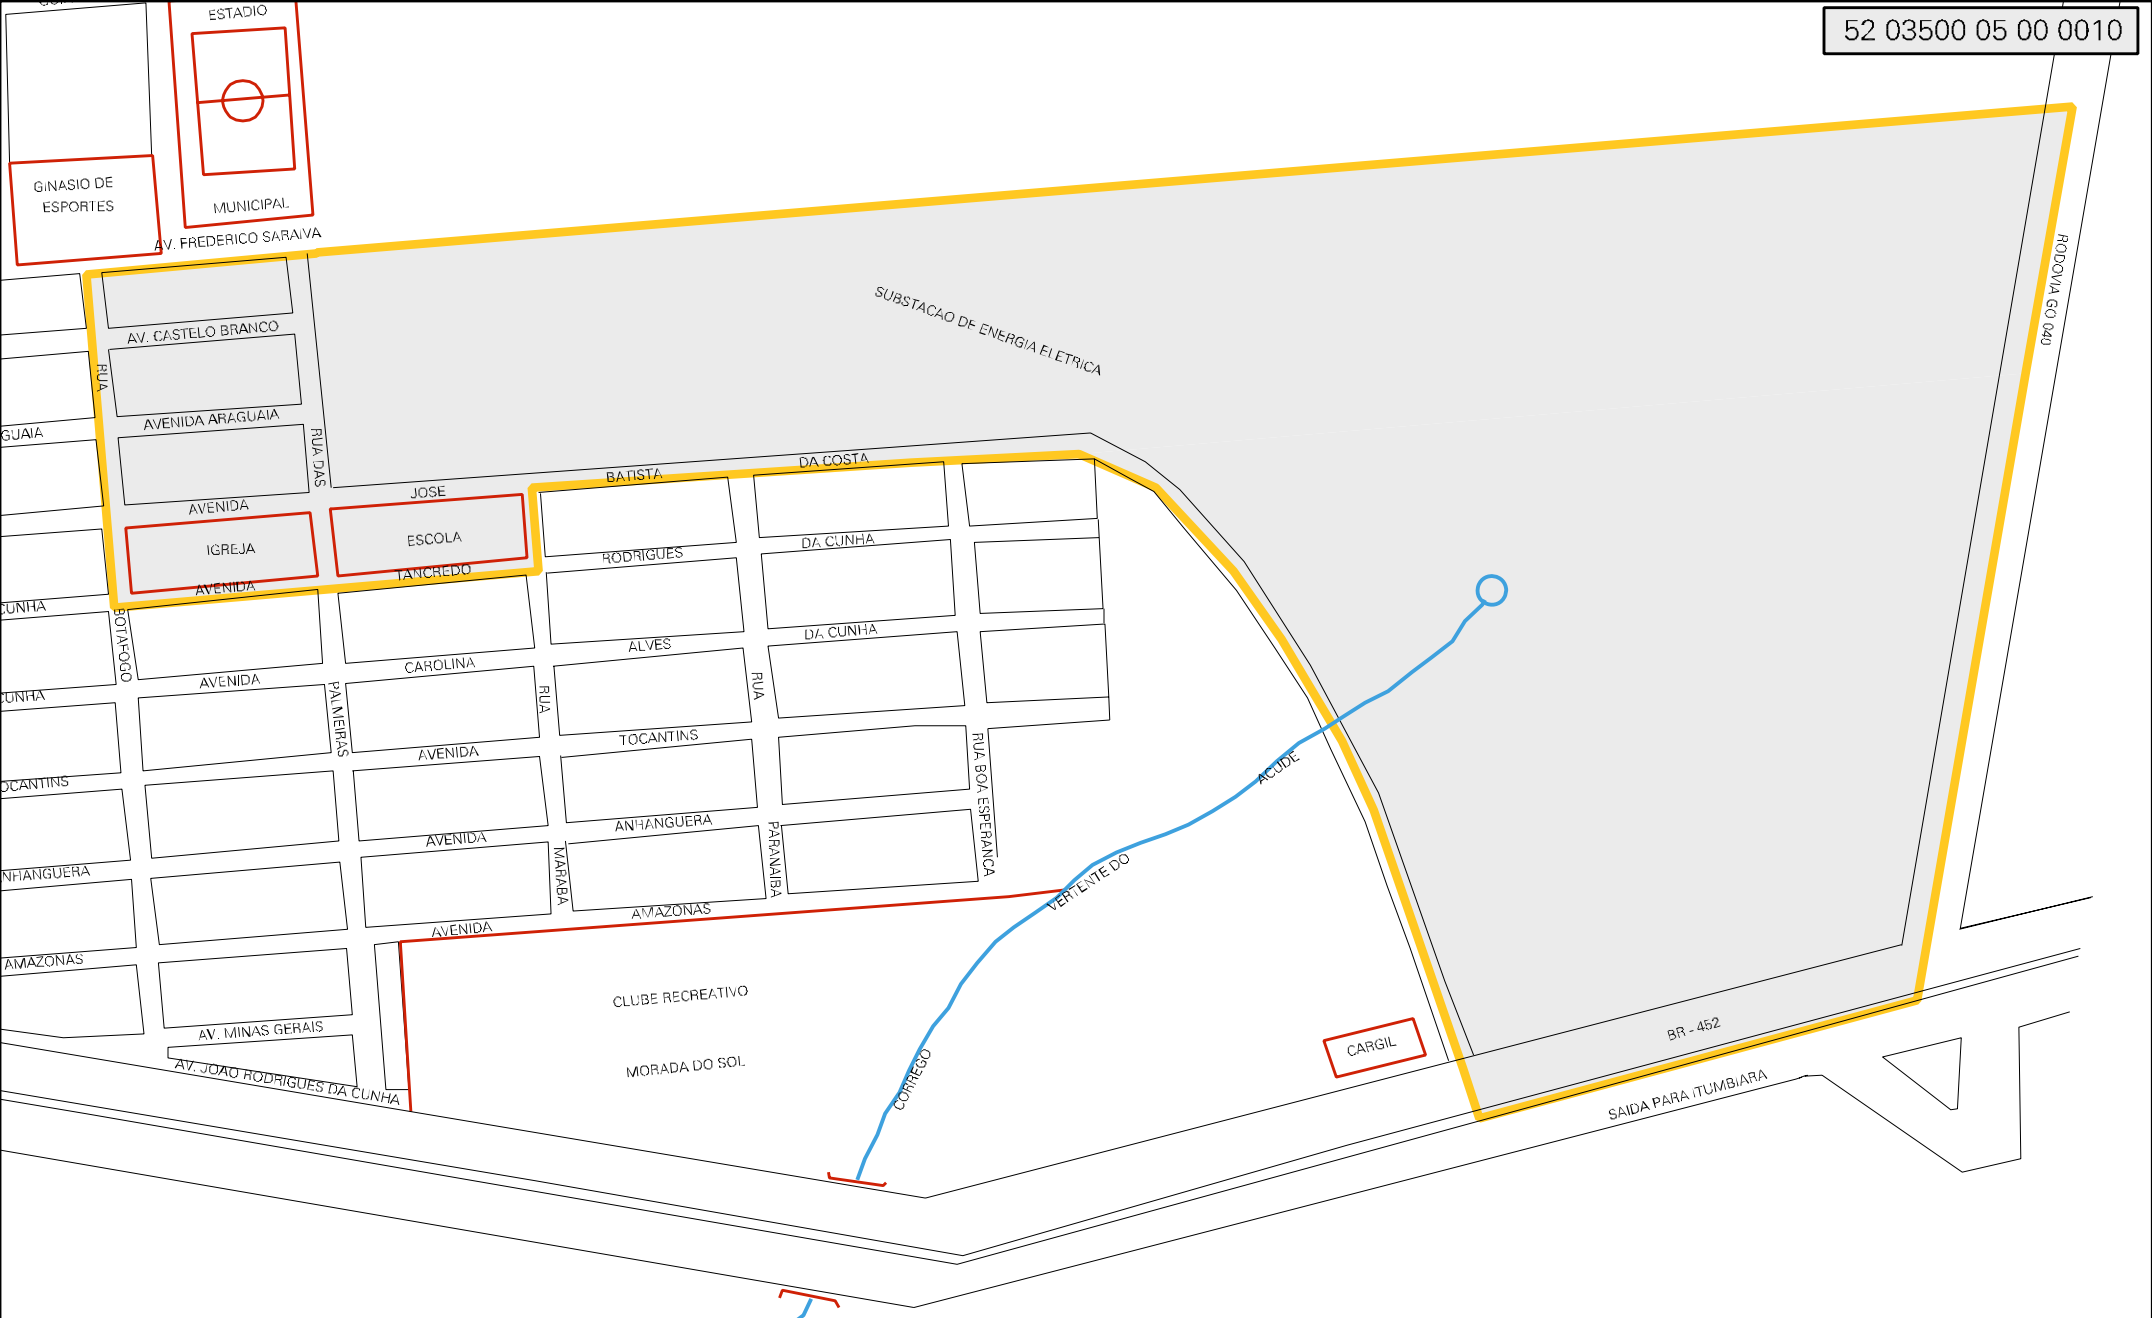 52 03500 05 00 0010
ESTADIO
MUNICIPAL
GINASIO DE
ESPORTES
AV. FREDERICO SARAIVA
AV. CASTELO BRANCO
RUA
AVENIDA ARAGUAIA
GUAIA
RUA DAS
SUBSTACAO DE ENERGIA ELETRICA
RODOVIA GO 040
AVENIDA
JOSE
BATISTA
DA COSTA
IGREJA
ESCOLA
AVENIDA
TANCREDO
RODRIGUES
DA CUNHA
CUNHA
BOTAFOGO
AVENIDA
CAROLINA
ALVES
DA CUNHA
CUNHA
PALMEIRAS
RUA
RUA
AVENIDA
TOCANTINS
OCANTINS
RUA BOA ESPERANCA
ACUDE
AVENIDA
ANHANGUERA
NHANGUERA
MARABA
PARANAIBA
VERTENTE DO
AVENIDA
AMAZONAS
AMAZONAS
CLUBE RECREATIVO
MORADA DO SOL
AV. MINAS GERAIS
AV. JOAO RODRIGUES DA CUNHA
CORREGO
CARGIL
BR - 452
SAIDA PARA ITUMBIARA